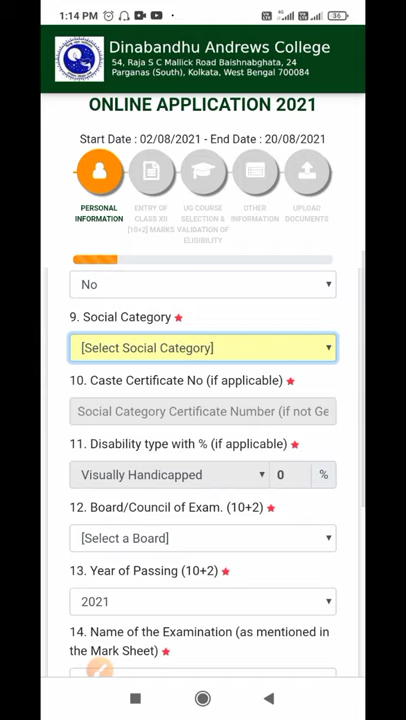 1:14 PM
36
Dinabandhu Andrews College
54, Raja S C Mallick Road Baishnabghata, 24
Parganas (South), Kolkata, West Bengal 700084
ONLINE APPLICATION 2021
Start Date : 02/08/2021 - End Date : 20/08/2021
PERSONAL INFORMATION
ENTRY OF CLASS XII [10+2] MARKS
UG COURSE SELECTION & VALIDATION OF ELIGIBILITY
OTHER INFORMATION
UPLOAD DOCUMENTS
No
9. Social Category
[Select Social Category]
10. Caste Certificate No (if applicable)
Social Category Certificate Number (if not Ge
11. Disability type with % (if applicable)
Visually Handicapped 0 %
12. Board/Council of Exam. (10+2)
[Select a Board]
13. Year of Passing (10+2)
2021
14. Name of the Examination (as mentioned in
the Mark Sheet)